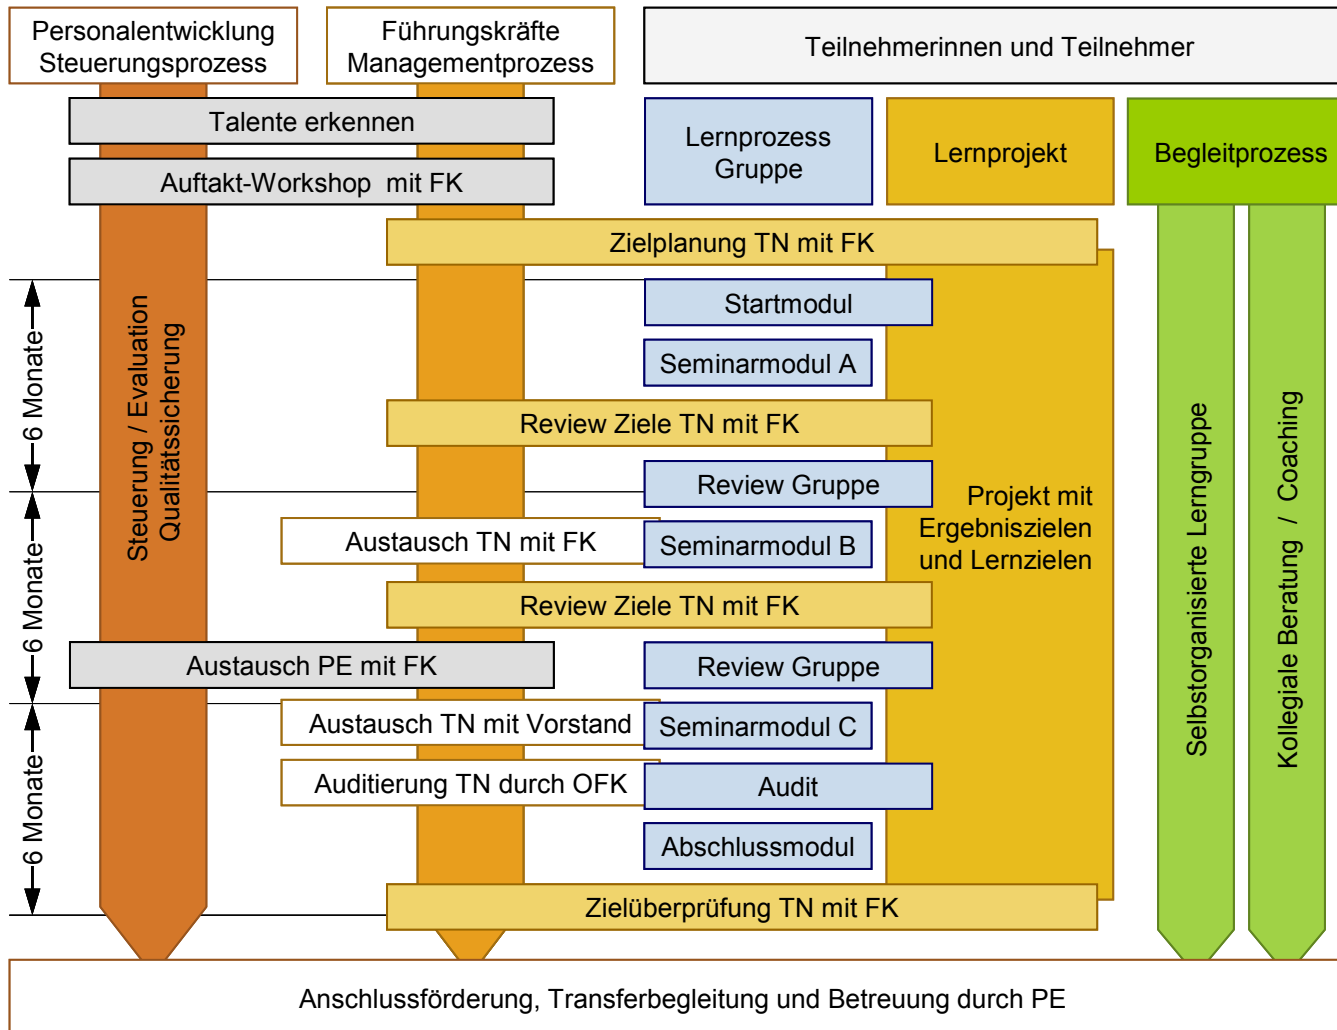 Personalentwicklung
Steuerungsprozess
Führungskräfte
Managementprozess
Teilnehmerinnen und Teilnehmer
Talente erkennen
Auftakt-Workshop mit FK
Lernprozess
Gruppe
Lernprojekt
Begleitprozess
Zielplanung TN mit FK
Startmodul
Seminarmodul A
Review Ziele TN mit FK
Review Gruppe
Austausch TN mit FK
Seminarmodul B
Review Ziele TN mit FK
Austausch PE mit FK
Review Gruppe
Austausch TN mit Vorstand
Seminarmodul C
Auditierung TN durch OFK
Audit
Abschlussmodul
Zielüberprüfung TN mit FK
6 Monate
6 Monate
6 Monate
Steuerung / Evaluation
Qualitätssicherung
Projekt mit
Ergebniszielen
und Lernzielen
Selbstorganisierte Lerngruppe
Kollegiale Beratung / Coaching
Anschlussförderung, Transferbegleitung und Betreuung durch PE